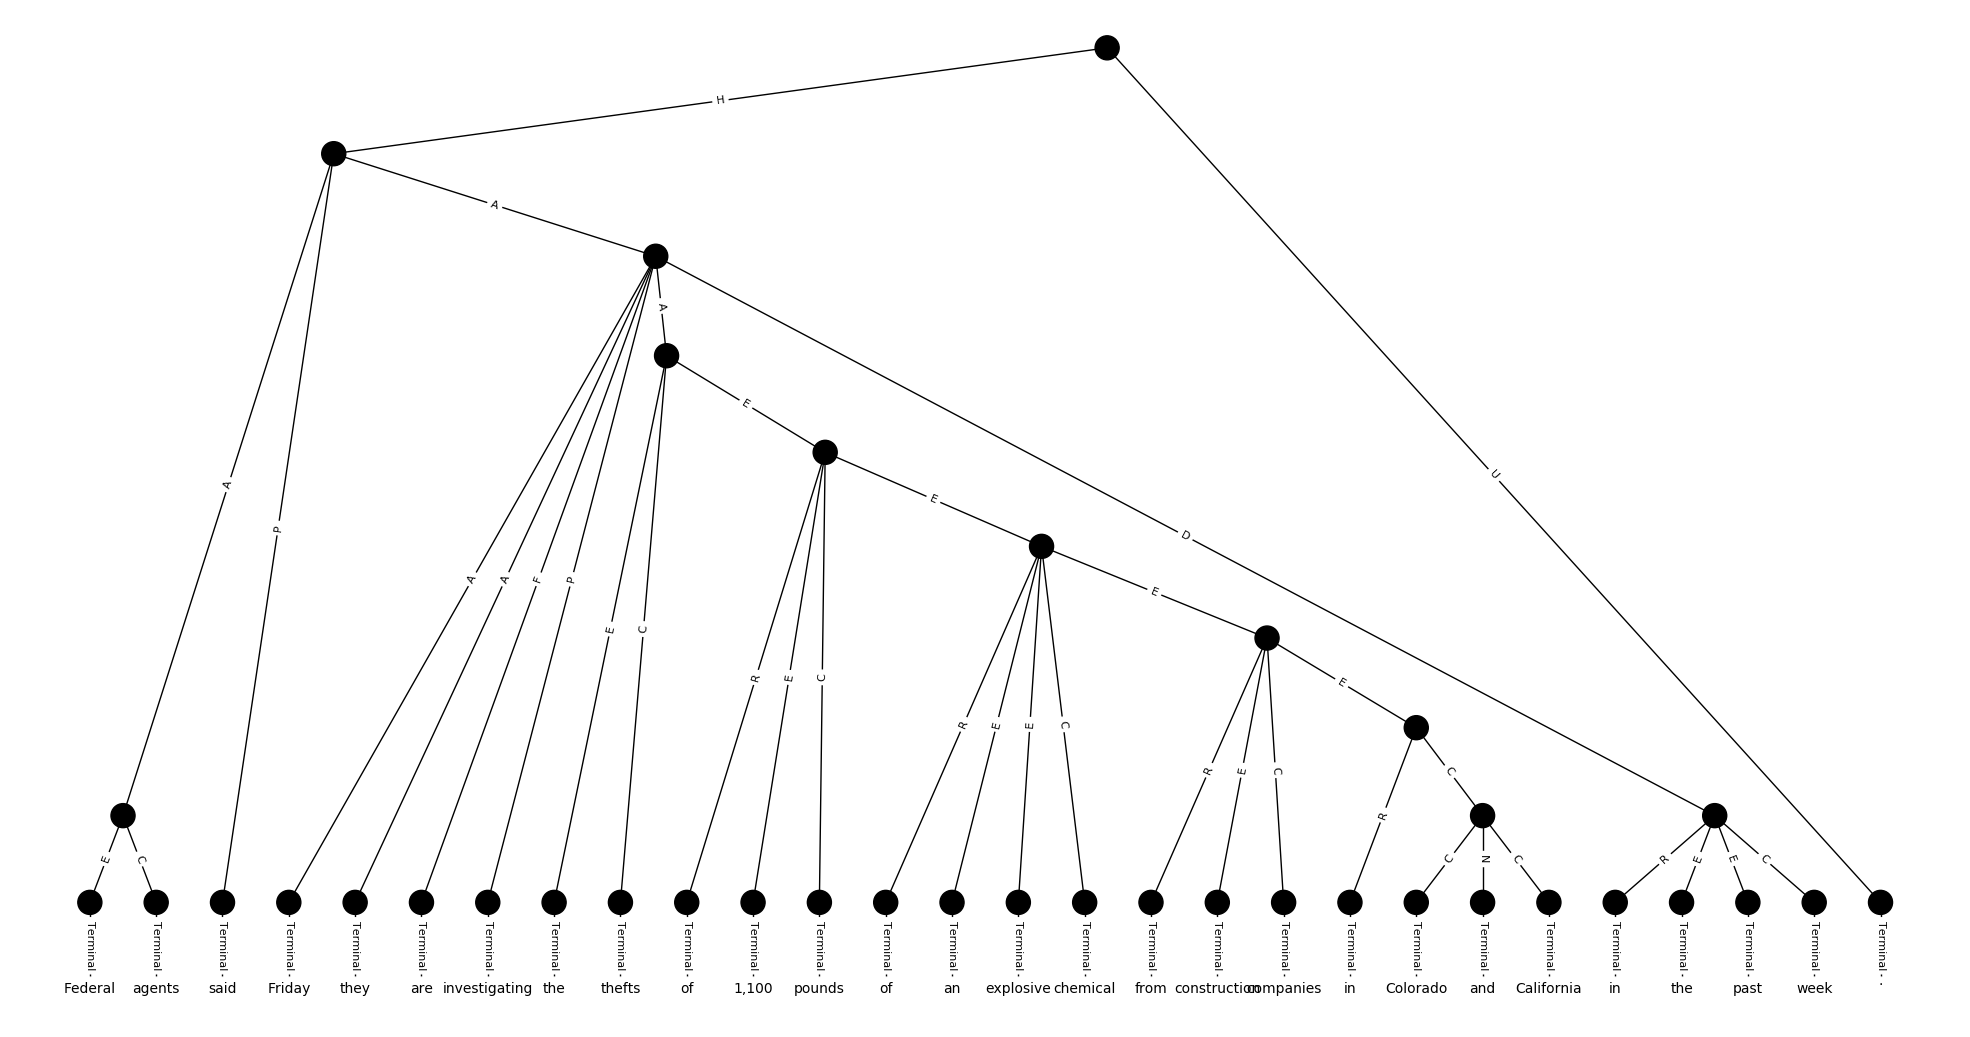 H
A
A
E
A
E
D
U
P
A
A
F
P
E
C
E
R
E
C
E
R
E
E
C
C
R
E
C
R
E
C
C
N
C
R
E
E
C
Terminal Terminal Terminal Terminal Terminal Terminal Terminal Terminal Terminal Terminal Terminal Terminal Terminal Terminal Terminal Terminal Terminal Terminal Terminal Terminal Terminal Terminal Terminal Terminal Terminal Terminal Terminal Terminal
Federal agents said Friday they are investigating the thefts of 1,100 pounds of an explosive chemical from construction companies in Colorado and California in the past week .